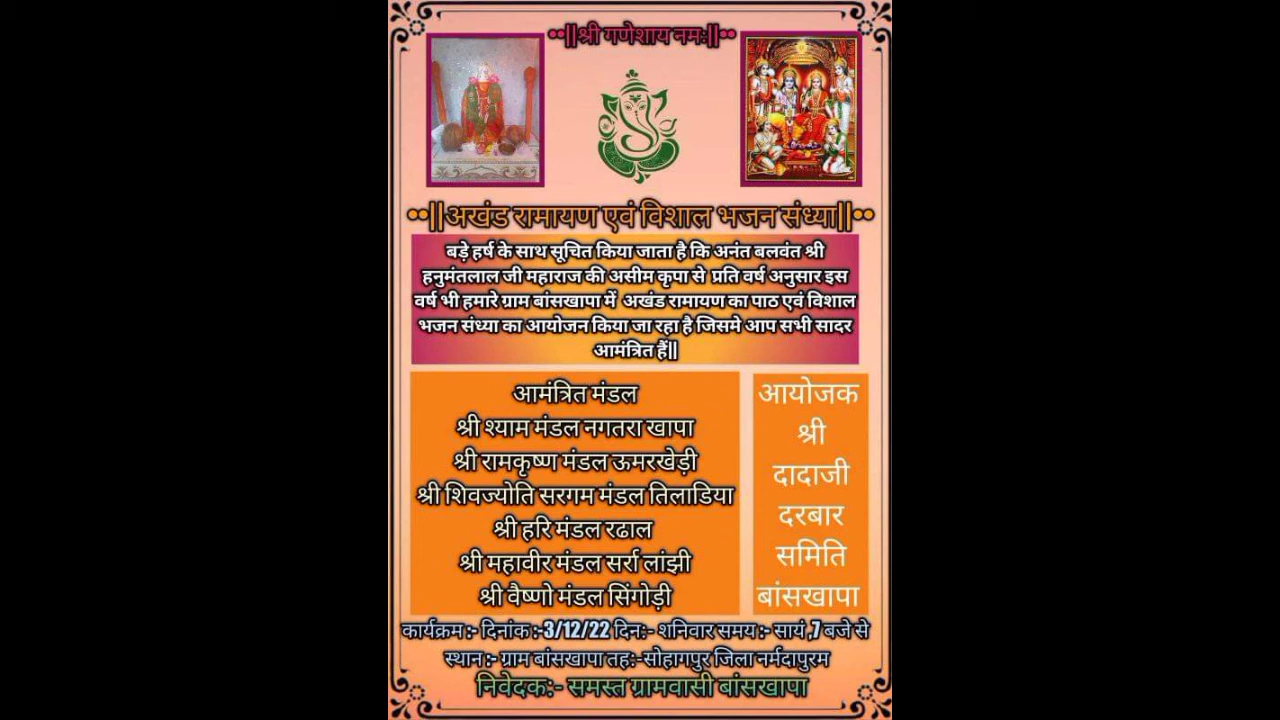 ••||श्री गणेशाय नमः||••
••||अखंड रामायण एवं विशाल भजन संध्या||••
बड़े हर्ष के साथ सूचित किया जाता है कि अनंत बलवंत श्री
हनुमंतलाल जी महाराज की असीम कृपा से प्रति वर्ष अनुसार इस
वर्ष भी हमारे ग्राम बांसखापा में अखंड रामायण का पाठ एवं विशाल
भजन संध्या का आयोजन किया जा रहा है जिसमे आप सभी सादर
आमंत्रित हैं||
आमंत्रित मंडल
श्री श्याम मंडल नगतरा खापा
श्री रामकृष्ण मंडल ऊमरखेड़ी
श्री शिवज्योति सरगम मंडल तिलाडिया
श्री हरि मंडल रढाल
श्री महावीर मंडल सर्रा लांझी
श्री वैष्णो मंडल सिंगोड़ी
आयोजक
श्री
दादाजी
दरबार
समिति
बांसखापा
कार्यक्रम :- दिनांक :-3/12/22 दिन:- शनिवार समय :- सायं ,7 बजे से
स्थान :- ग्राम बांसखापा तह:-सोहागपुर जिला नर्मदापुरम
निवेदक:- समस्त ग्रामवासी बांसखापा